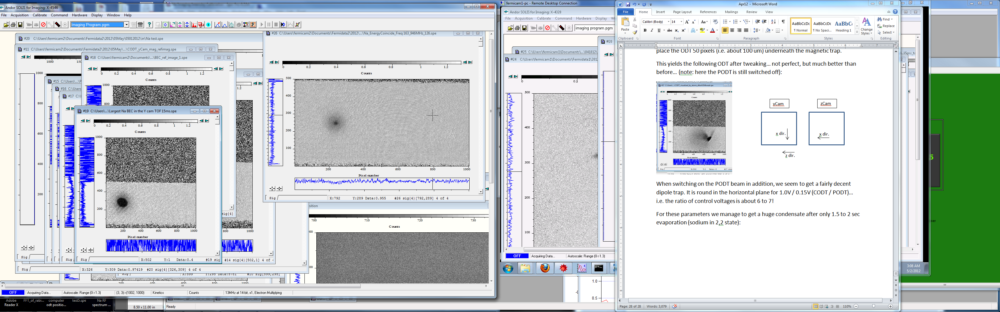 Andor SOLIS for Imaging: X-4546
File Acquisition Calibrate Command Hardware Display Window Help
Imaging Program.pgm
#20 C:\Users\fermicam2\Documents\Fermidata2\2012\05May\05012012\in\Na test.spe
#11 C:\Users\fermicam2\Documents\Fermidata2\2012\05May\...\CODT_yCam_mag_refimag.spe
#18 C:\Users\fermicam2\Documents\...\BEC_ref_image_1.spe
0 0.2 0.4 0.6 0.8 1 1.2
Counts
#15 C:\Users\...\P
#16 C:\Users\...
#17 C:\Us
#19 C:\Users\...\Largest Na BEC in the Y cam TOF 15ms.spe
0 0.2 0.4 0.6 0.8 1 1.2
Counts
1000
800
600
400
200
200 400 600 800 1000
Pixel number
Sig X:502 Y:1 Data:0.4 #19 sig #14 sig{4}[502,1] 4 of 4
Sig X:326 Y:309 Data:0.97419 #20 sig{4}[326,309] 4 of 4
X:599 Y:295 Data:5781 #10 sig[599,295]
#26 C:\Users\fermicam2\Documents\Fermidata2\2012\...\Na_EnergyCoincide_Freq 163_946MHz_126.spe
0 0.2 0.4 0.6 0.8 1 1.2
Counts
500
400
300
200
100
200 400 600 800 1000
Pixel number
Sig X:792 Y:289 Data:0.955 #26 sig{4}[792,289] 4 of 4
sition
700 710 720 730
Counts
OFF Acquiring Data... Autoscale: Range (0->1.3) (3, 3)->(1002, 1000) Kinetics Counts 13MHz at 14-bit, x1, Electron Multiplying
Adobe Reader X
FFT_of_rabi...
computer odt positio...
test5.spe
Na RF spectrum ...
8.50 x 11.00 in
Ready
fermicam1-pc - Remote Desktop Connection
Andor SOLIS for Imaging: X-4328
File Acquisition Calibrate Command Hardware Display Wi
imaging program.pgm
#20
#25 C:\Users\fermicam1\Documents\...\041812\
#24 C:\Users\fermicam1\Documents\Fermidata1\201
0 0.2
500
400
300
200
100
OFF Acquiring Data... Autoscale: Range (0->1.3)
1.0
0.5
Apr12 - Microsoft Word
File Home Insert Page Layout References Mailings Review View
Paste
Calibri (Body) 14
AaBbCcDc AaBbCcDc AaBbC
¶ Normal ¶ No Spaci... Heading 1
Change Styles
Find
Replace
Select
Clipboard Font Paragraph Styles Editing
place the ODT 50 pixels (i.e. about 100 um) underneath the magnetic trap.
This yields the following ODT after tweaking... not perfect, but much better than
before... (note: here the PODT is still switched off):
yCam zCam
x dir. x dir.
z dir.
When switching on the PODT beam in addition, we seem to get a fairly decent
dipole trap. It is round in the horizontal plane for 1.0V / 0.15V (CODT / PODT)...
i.e. the ratio of control voltages is about 6 to 7!
For these parameters we manage to get a huge condensate after only 1.5 to 2 sec
evaporation (sodium in 2,2 state):
Page: 28 of 28 Words: 3,079 110%
3:08 AM
5/2/2012